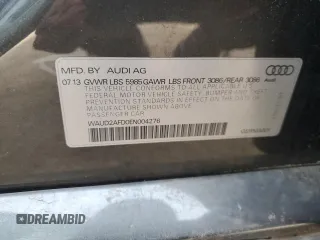 MFD. BY AUDI AG
07.13 GVWR LBS 5985 GAWR LBS FRONT 3086/REAR 3086
THIS VEHICLE CONFORMS TO ALL APPLICABLE
FEDERAL MOTOR VEHICLE SAFETY, BUMPER AND THEFT
PREVENTION STANDARDS IN EFFECT ON THE DATE OF
MANUFACTURE SHOWN ABOVE.
PASSENGER CAR
WAUD2AFD0EN004276
DREAMBID
DREAMBID